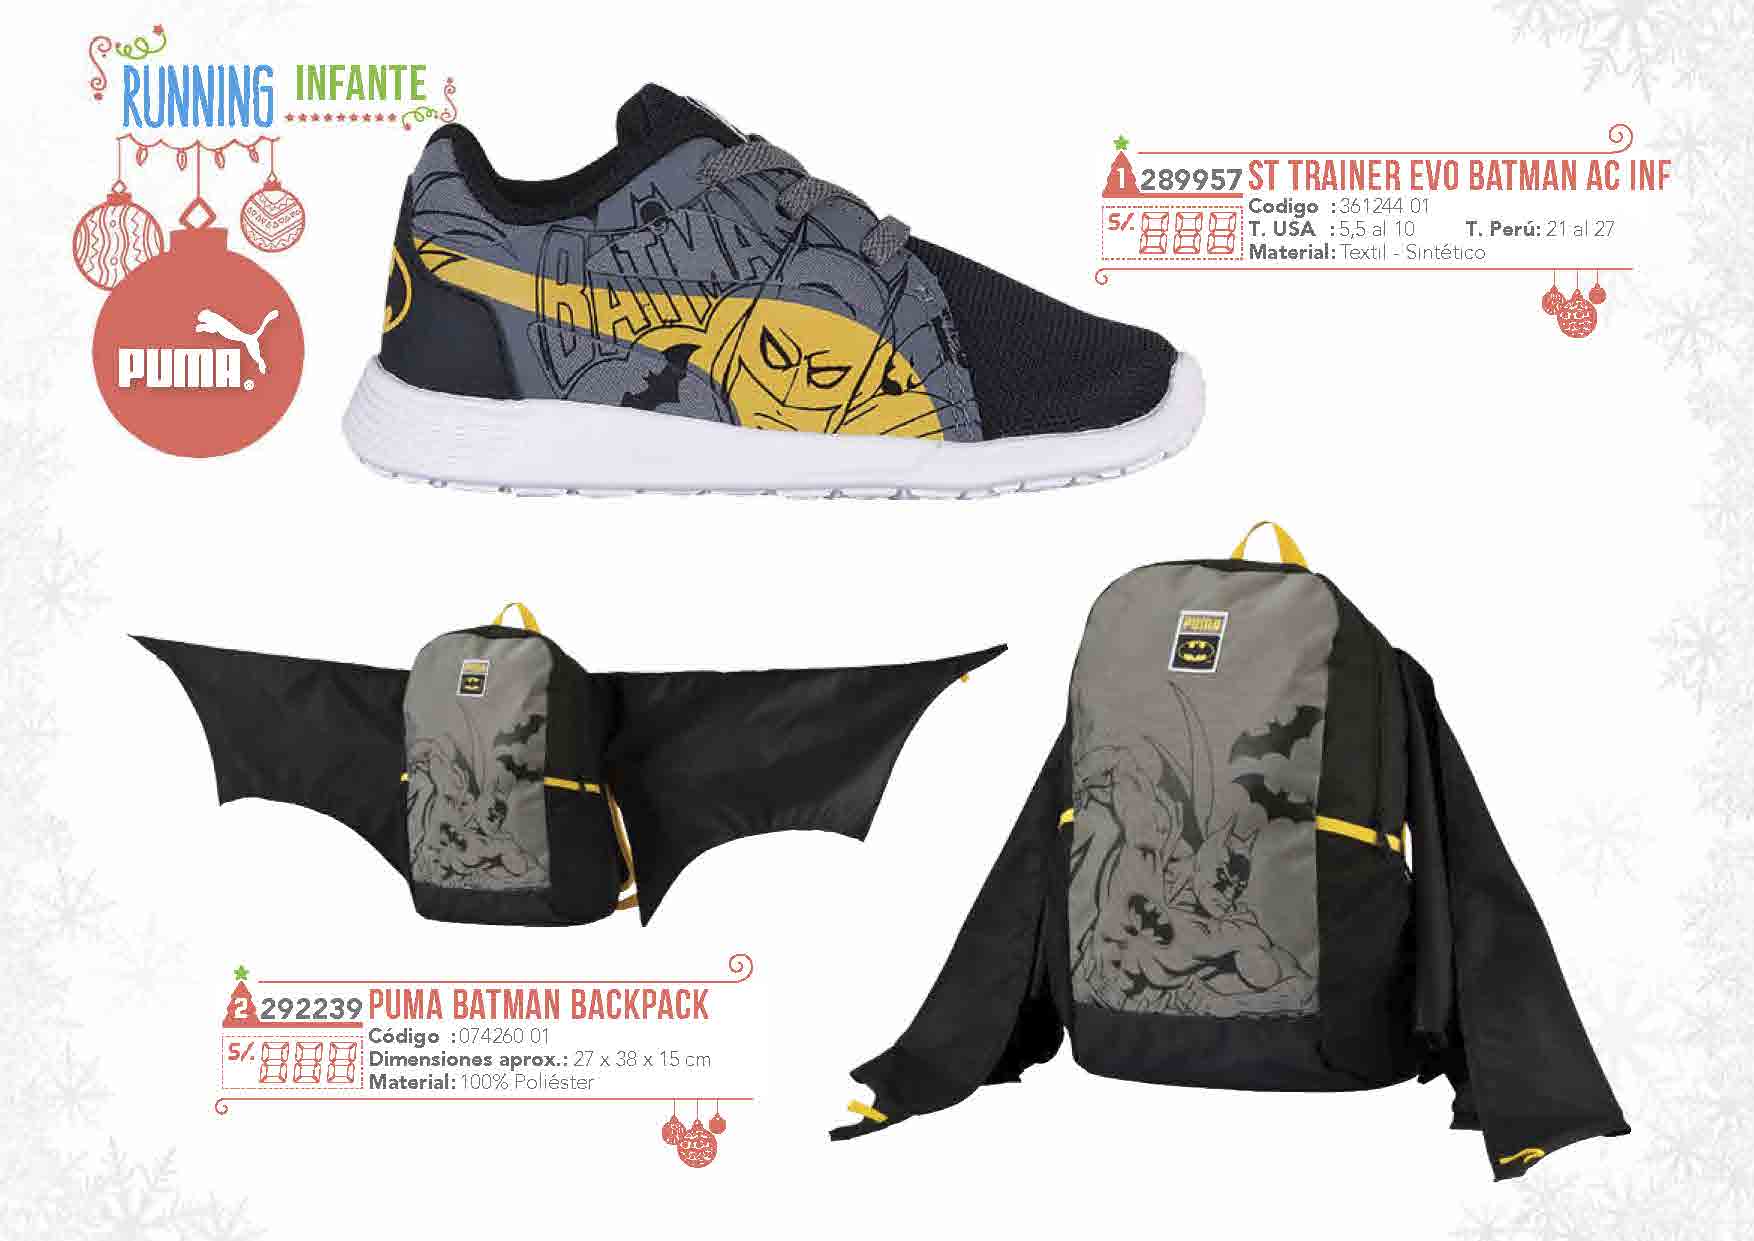 RUNNING INFANTE
PUMA®
BATMAN
1 289957 ST TRAINER EVO BATMAN AC INF
Codigo : 361244 01
S/. 888 T. USA : 5,5 al 10 T. Perú: 21 al 27
Material: Textil - Sintético
PUMA
PUMA
2 292239 PUMA BATMAN BACKPACK
Código : 074260 01
S/. 888 Dimensiones aprox.: 27 x 38 x 15 cm
Material: 100% Poliéster